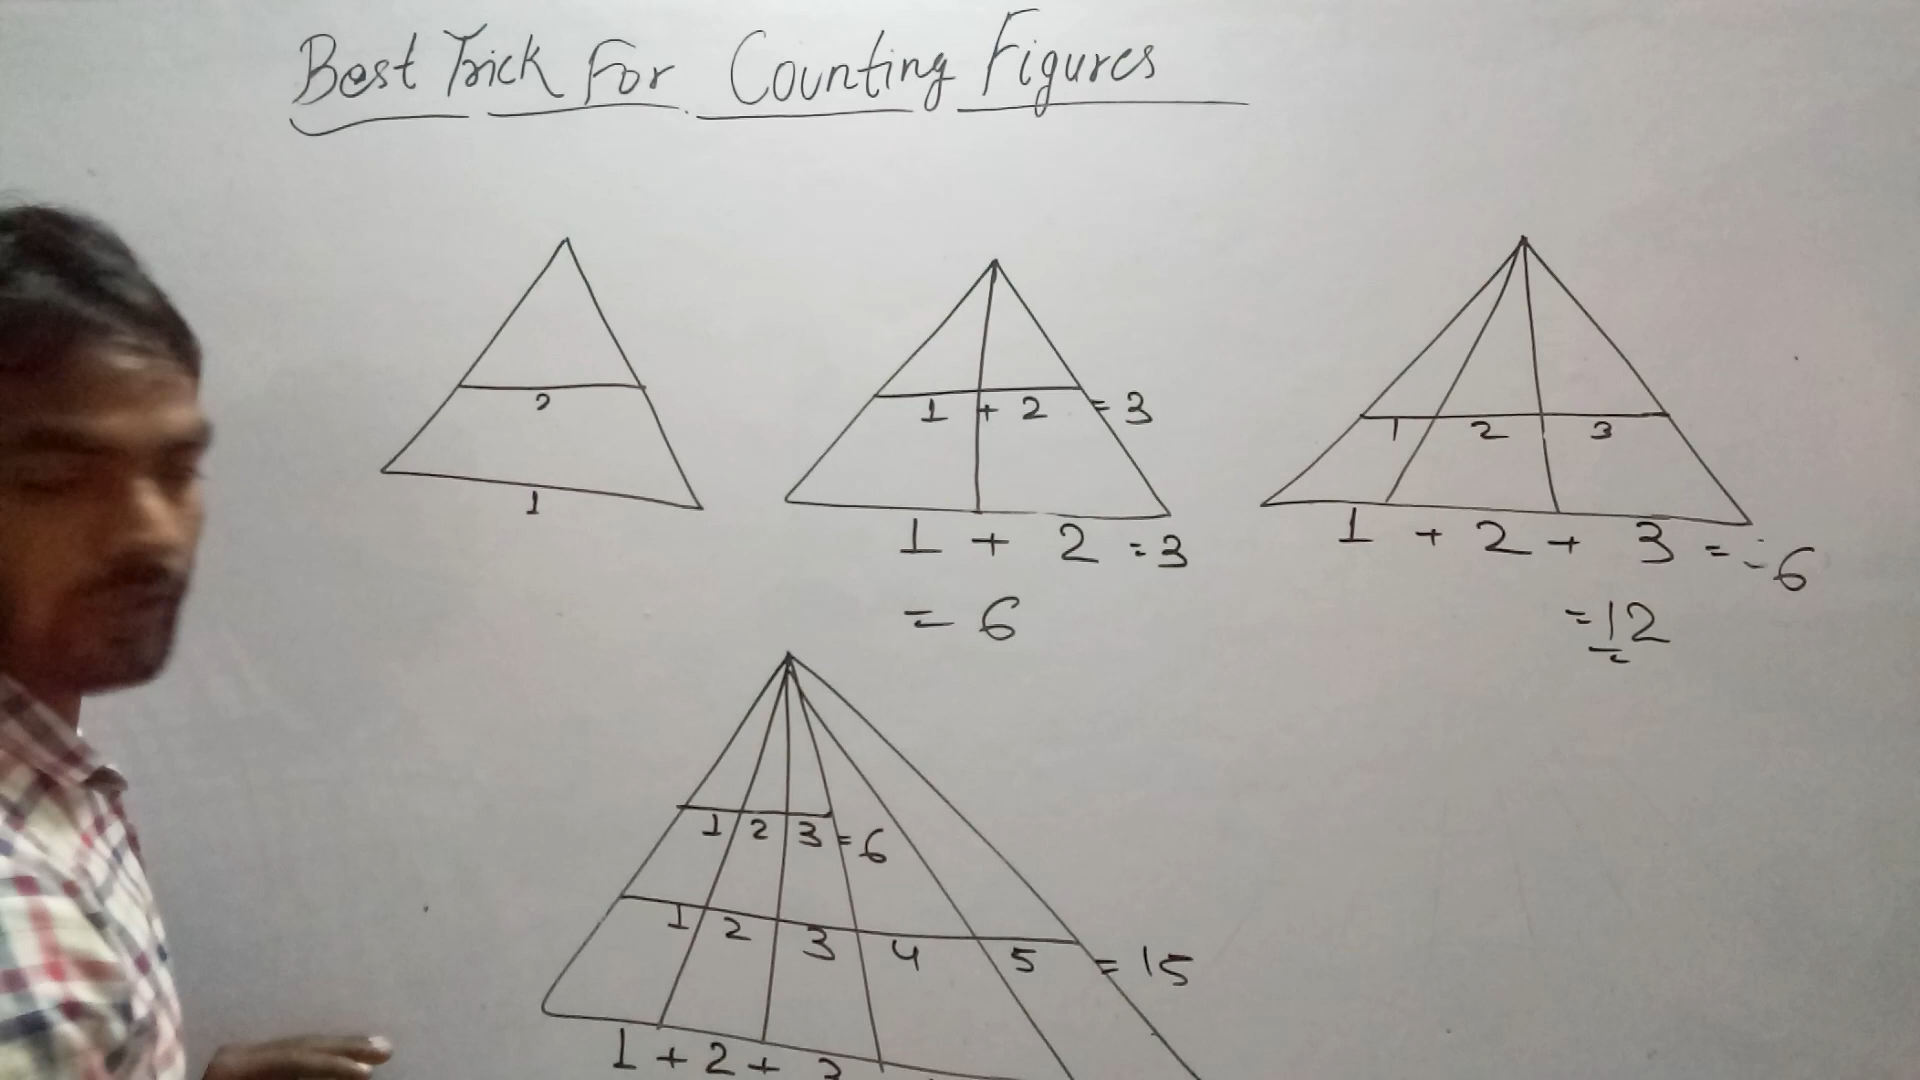 Best Trick For Counting Figures
2
1
1 + 2 = 3
1 + 2 = 3
= 6
1 2 3
1 + 2 + 3 = = 6
= 12
1 2 3 = 6
1 2 3 4 5 = 15
1 + 2 + 3